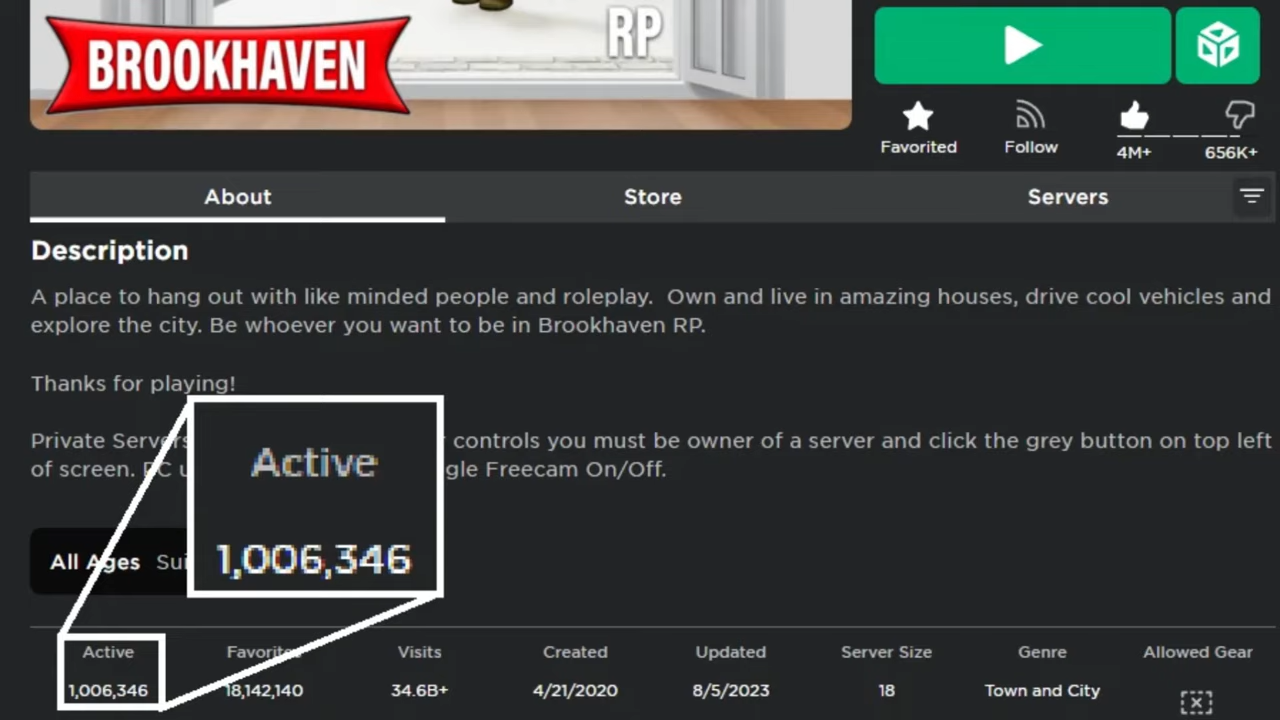 BROOKHAVEN
RP
Favorited
Follow
4M+
656K+
About
Store
Servers
Description
A place to hang out with like minded people and roleplay. Own and live in amazing houses, drive cool vehicles and
explore the city. Be whoever you want to be in Brookhaven RP.
Thanks for playing!
Private Servers controls you must be owner of a server and click the grey button on top left
of screen. PC Freecam On/Off.
Active
1,006,346
All Ages
Active Favorites Visits Created Updated Server Size Genre Allowed Gear
1,006,346 18,142,140 34.6B+ 4/21/2020 8/5/2023 18 Town and City